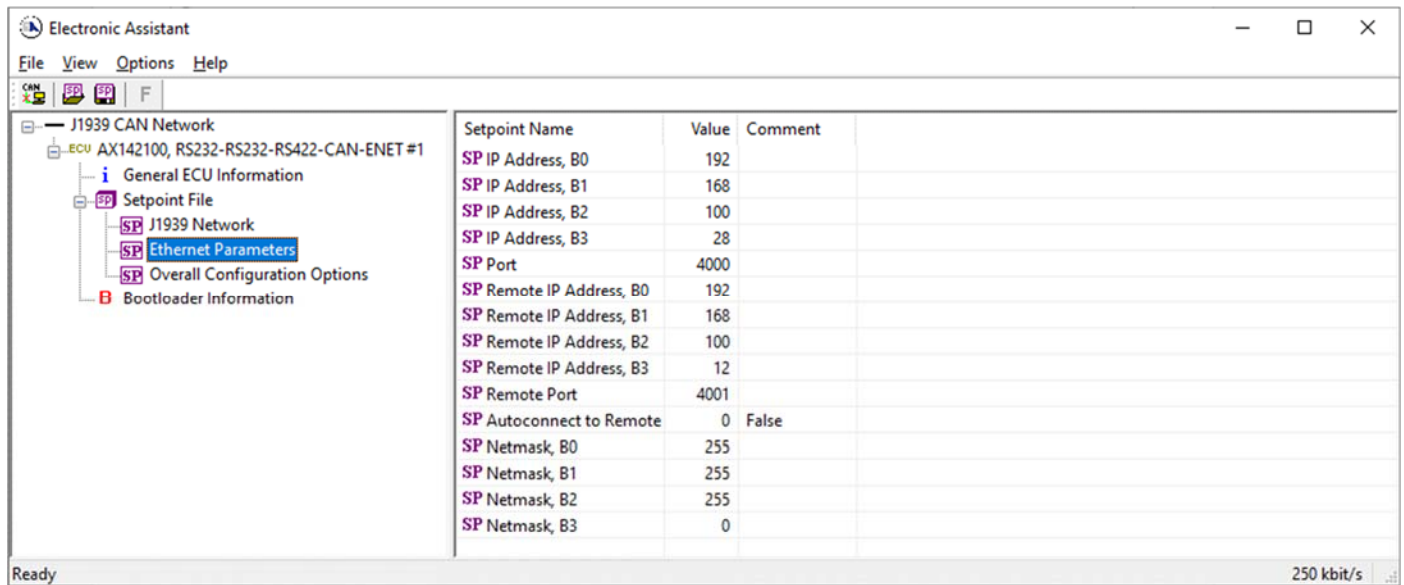 Electronic Assistant
File View Options Help
CAN SP SP F
J1939 CAN Network
ECU AX142100, RS232-RS232-RS422-CAN-ENET #1
i General ECU Information
SP Setpoint File
SP J1939 Network
SP Ethernet Parameters
SP Overall Configuration Options
B Bootloader Information
Setpoint Name Value Comment
SP IP Address, B0 192
SP IP Address, B1 168
SP IP Address, B2 100
SP IP Address, B3 28
SP Port 4000
SP Remote IP Address, B0 192
SP Remote IP Address, B1 168
SP Remote IP Address, B2 100
SP Remote IP Address, B3 12
SP Remote Port 4001
SP Autoconnect to Remote 0 False
SP Netmask, B0 255
SP Netmask, B1 255
SP Netmask, B2 255
SP Netmask, B3 0
Ready 250 kbit/s